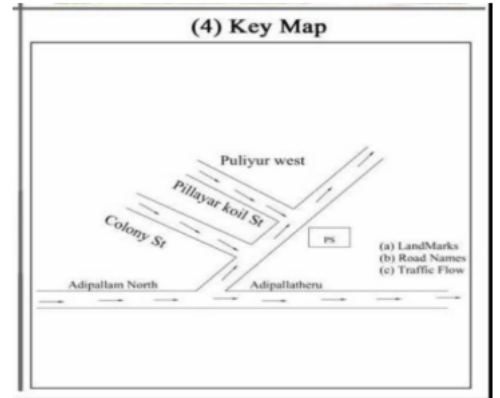 (4) Key Map
Puliyur west
Pillayar koil St
Colony St
PS
(a) LandMarks
(b) Road Names
(c) Traffic Flow
Adipallam North
Adipallatheru